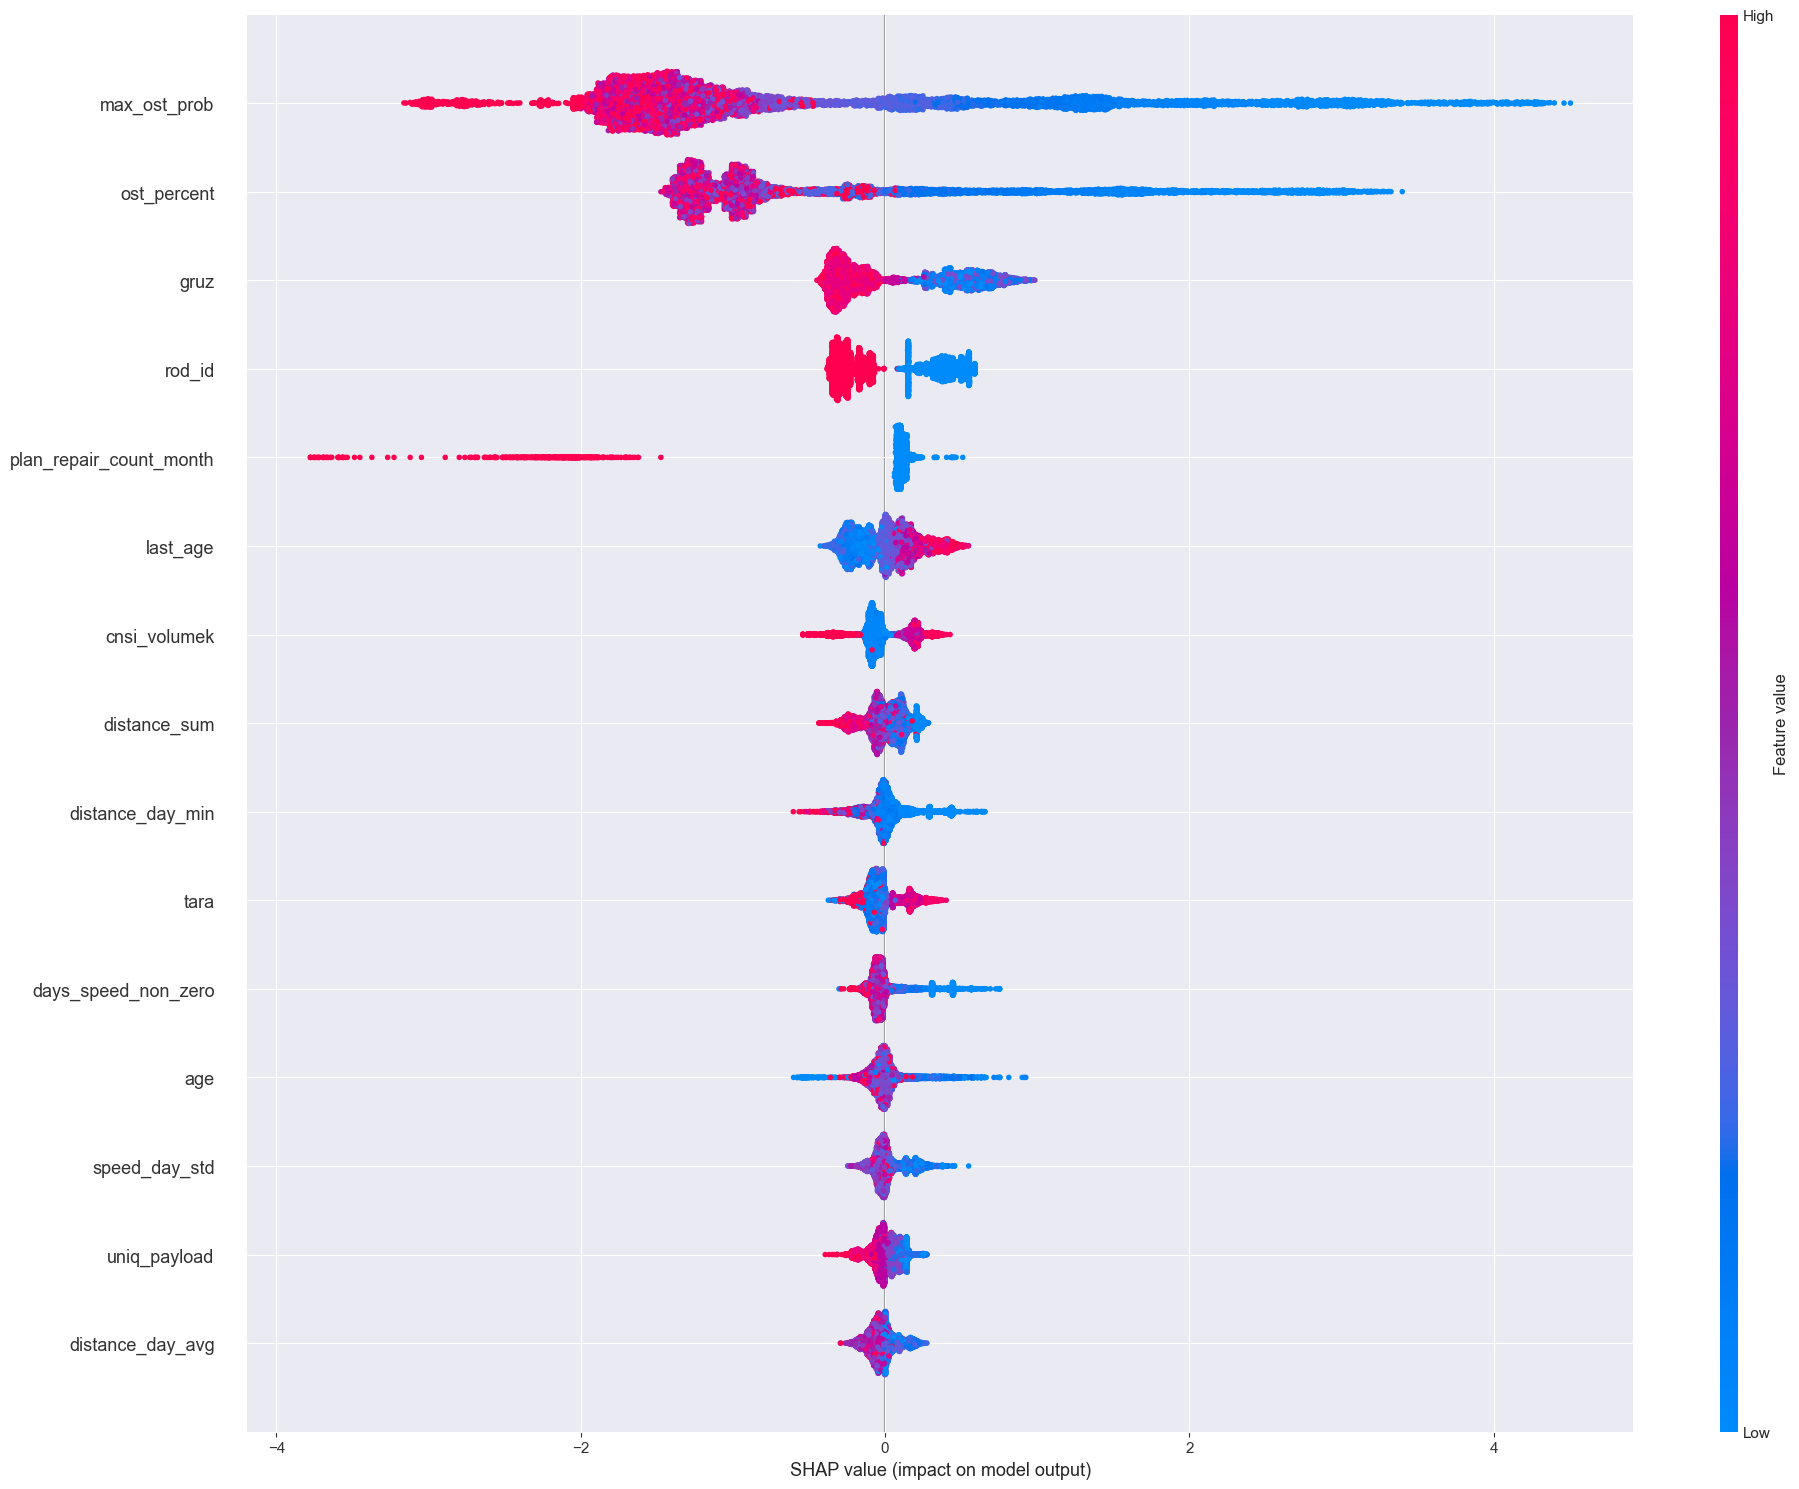 High
max_ost_prob
ost_percent
gruz
rod_id
plan_repair_count_month
last_age
cnsi_volumek
distance_sum
distance_day_min
tara
days_speed_non_zero
age
speed_day_std
uniq_payload
distance_day_avg
Feature value
Low
−4 −2 0 2 4
SHAP value (impact on model output)